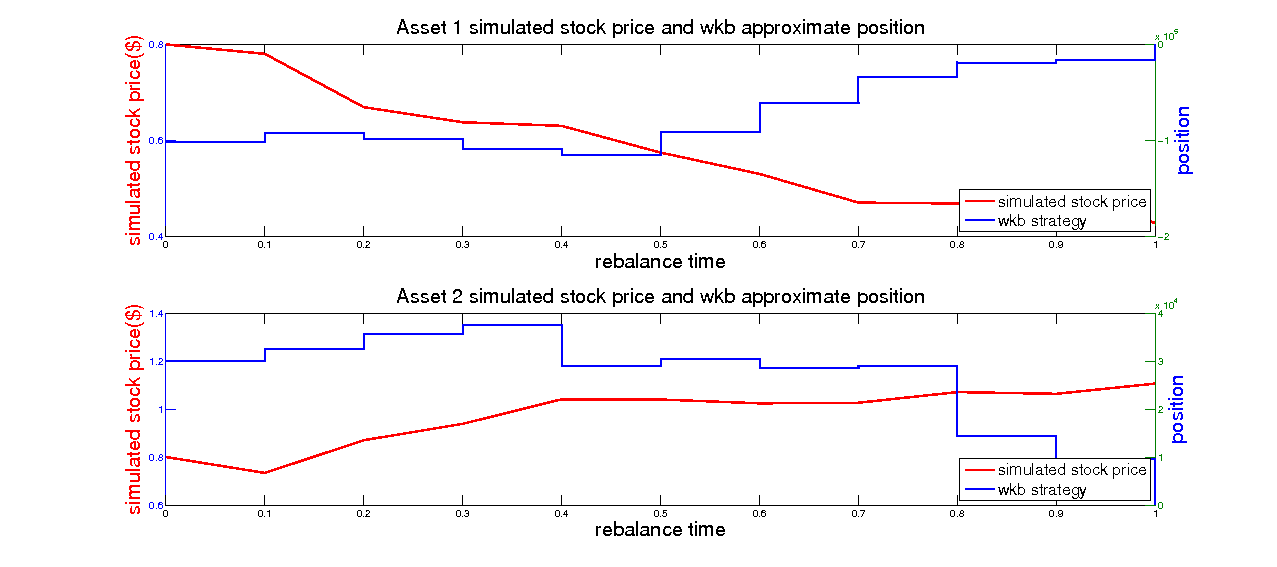 Asset 1 simulated stock price and wkb approximate position
x 10^5
simulated stock price($)
0.8
0.6
0.4
0
-1
-2
position
simulated stock price
wkb strategy
0 0.1 0.2 0.3 0.4 0.5 0.6 0.7 0.8 0.9 1
rebalance time
Asset 2 simulated stock price and wkb approximate position
x 10^4
simulated stock price($)
1.4
1.2
1
0.8
0.6
4
3
2
1
0
position
simulated stock price
wkb strategy
0 0.1 0.2 0.3 0.4 0.5 0.6 0.7 0.8 0.9 1
rebalance time